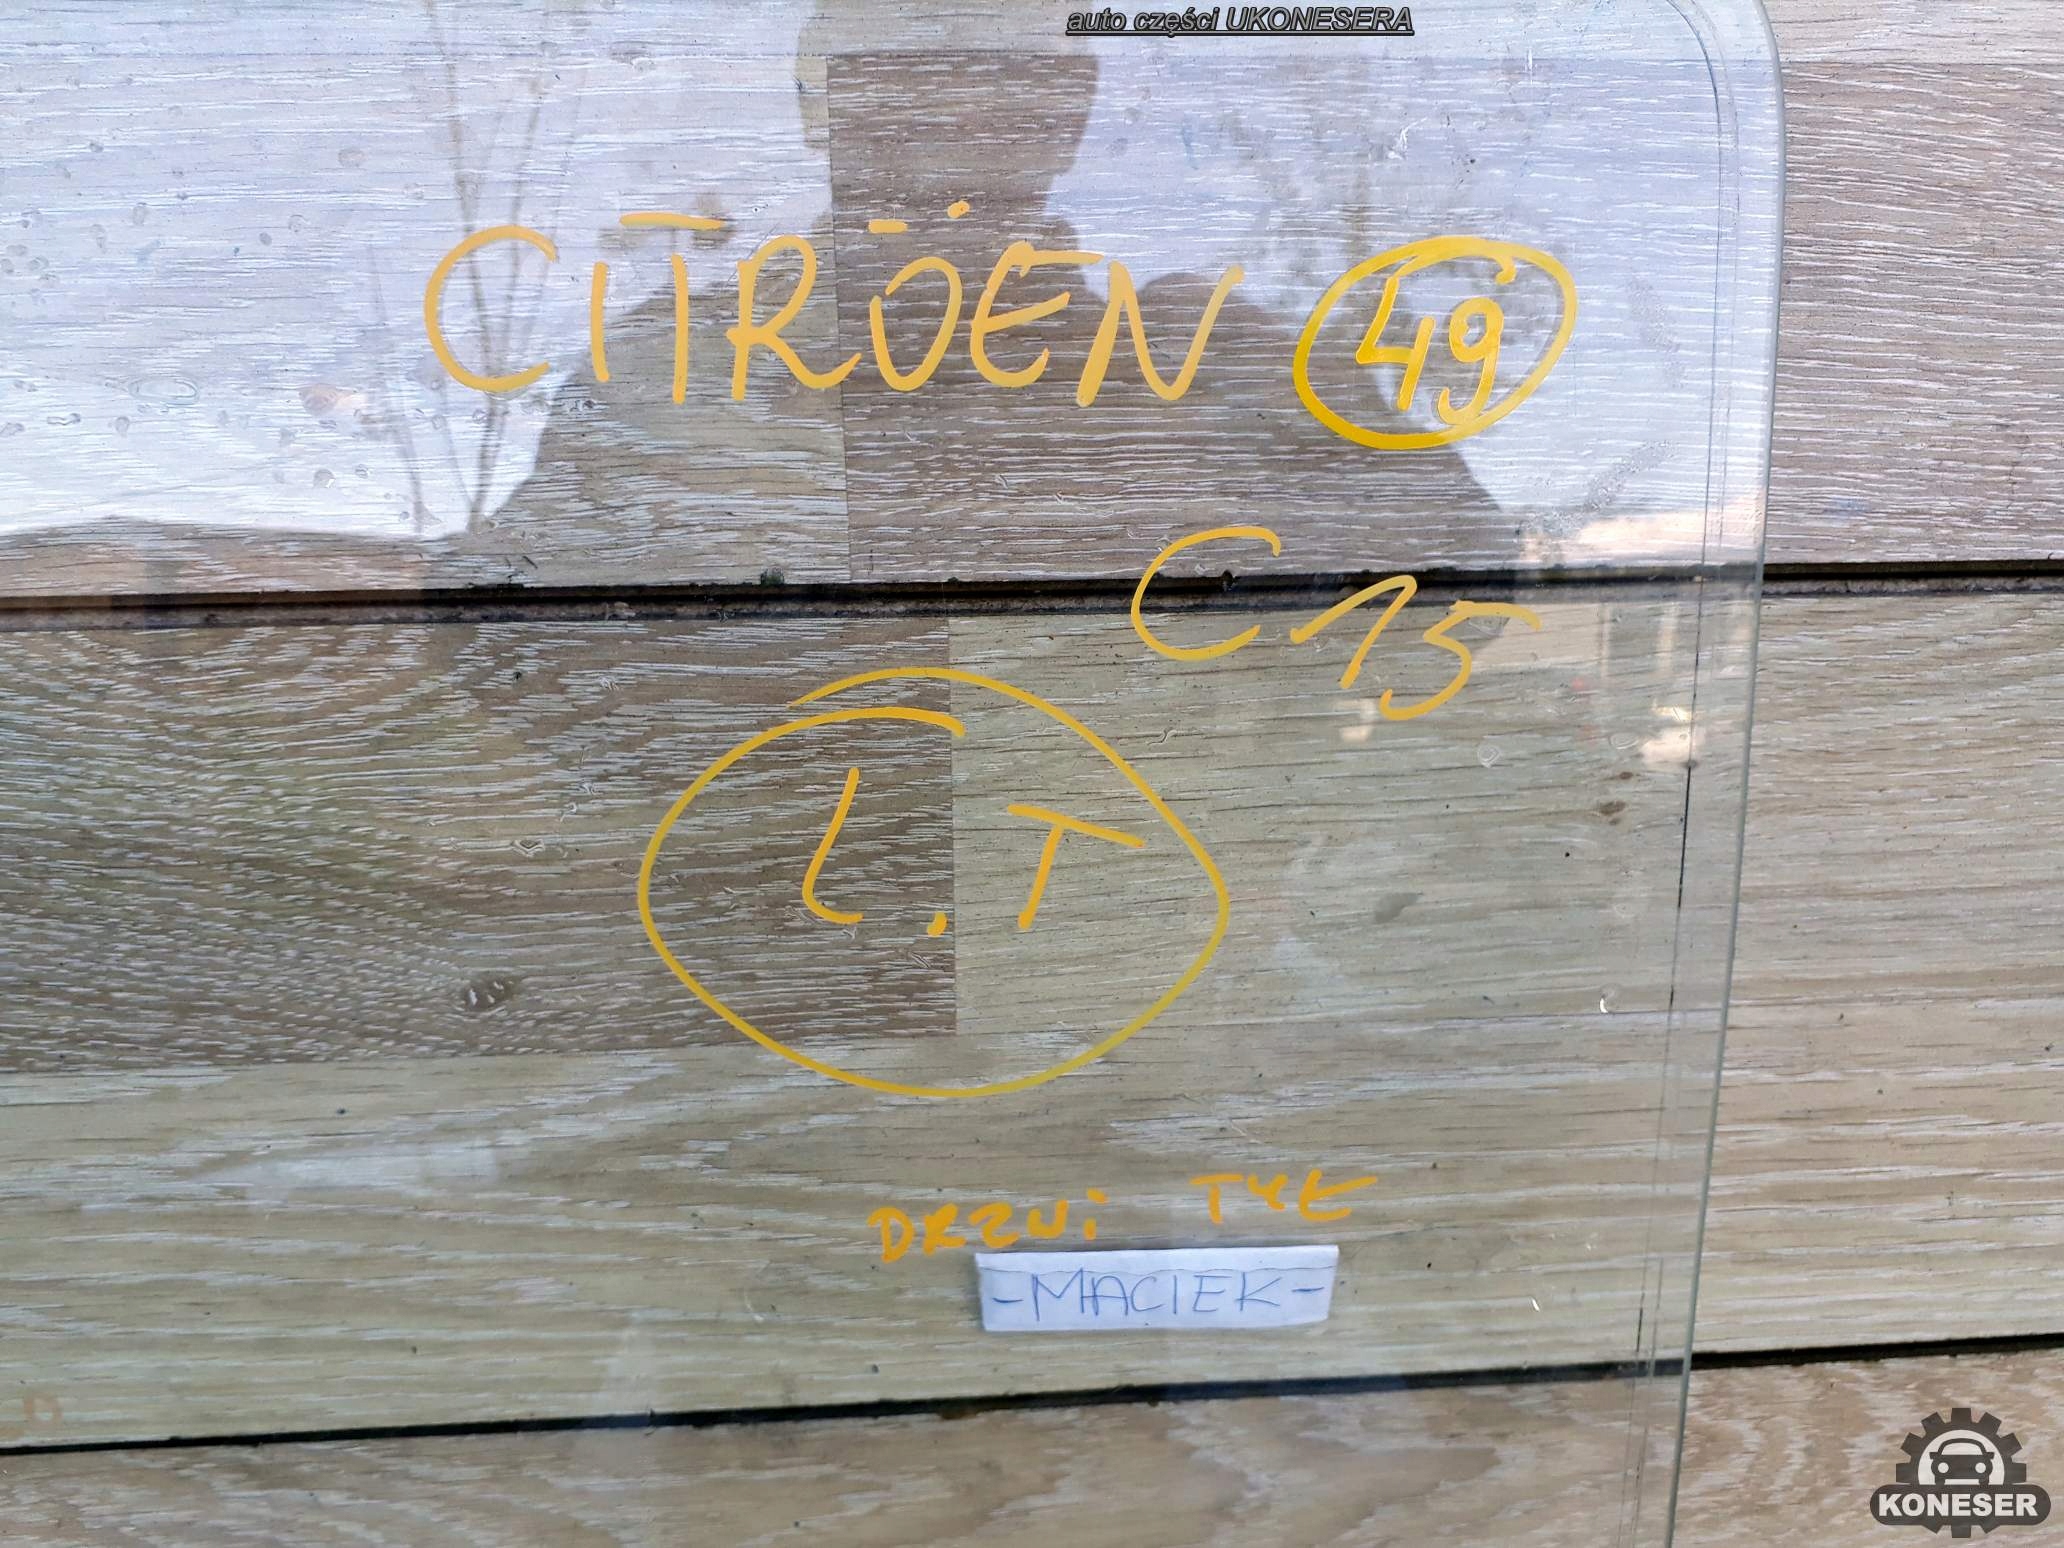 auto części UKONESERA
CITRÖEN 49
C15
L.T
DRZWi TYŁ
-MACIEK-
KONESER